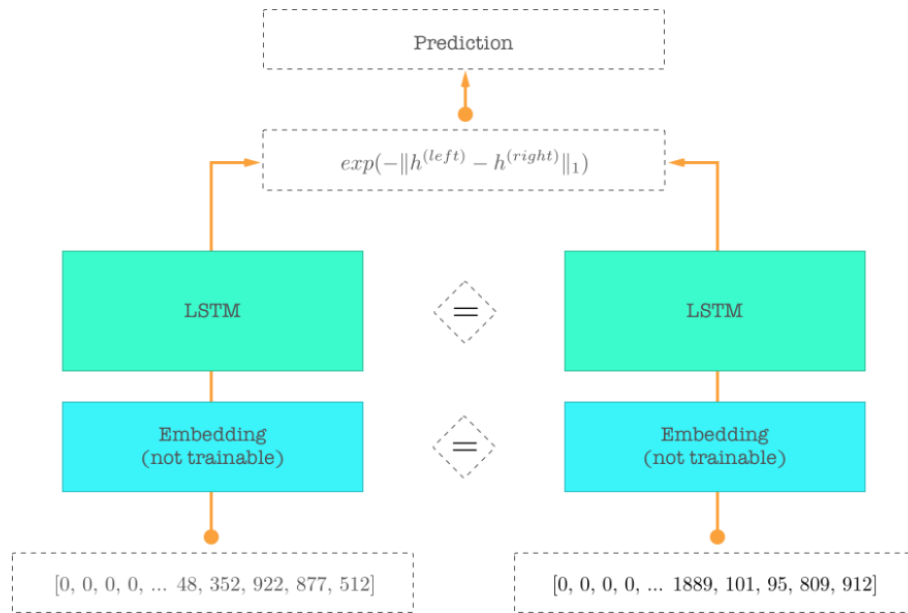 Prediction
exp(−‖h^(left) − h^(right)‖₁)
LSTM
=
LSTM
Embedding
(not trainable)
=
Embedding
(not trainable)
[0, 0, 0, 0, ... 48, 352, 922, 877, 512]
[0, 0, 0, 0, ... 1889, 101, 95, 809, 912]